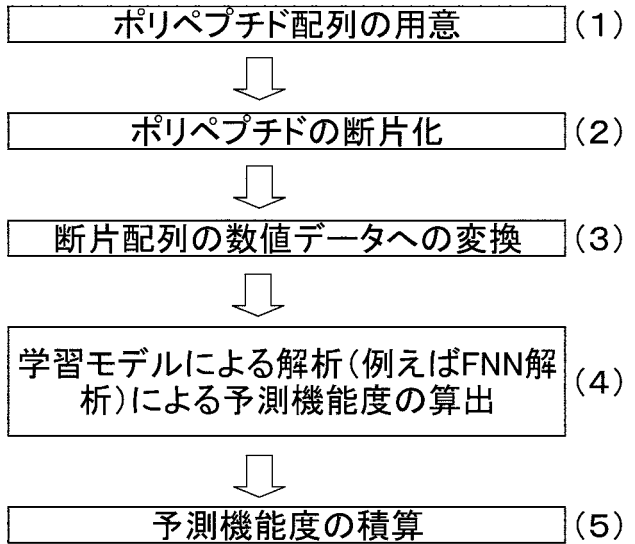 ポリペプチド配列の用意 (1)
ポリペプチドの断片化 (2)
断片配列の数値データへの変換 (3)
学習モデルによる解析(例えばFNN解
析)による予測機能度の算出 (4)
予測機能度の積算 (5)